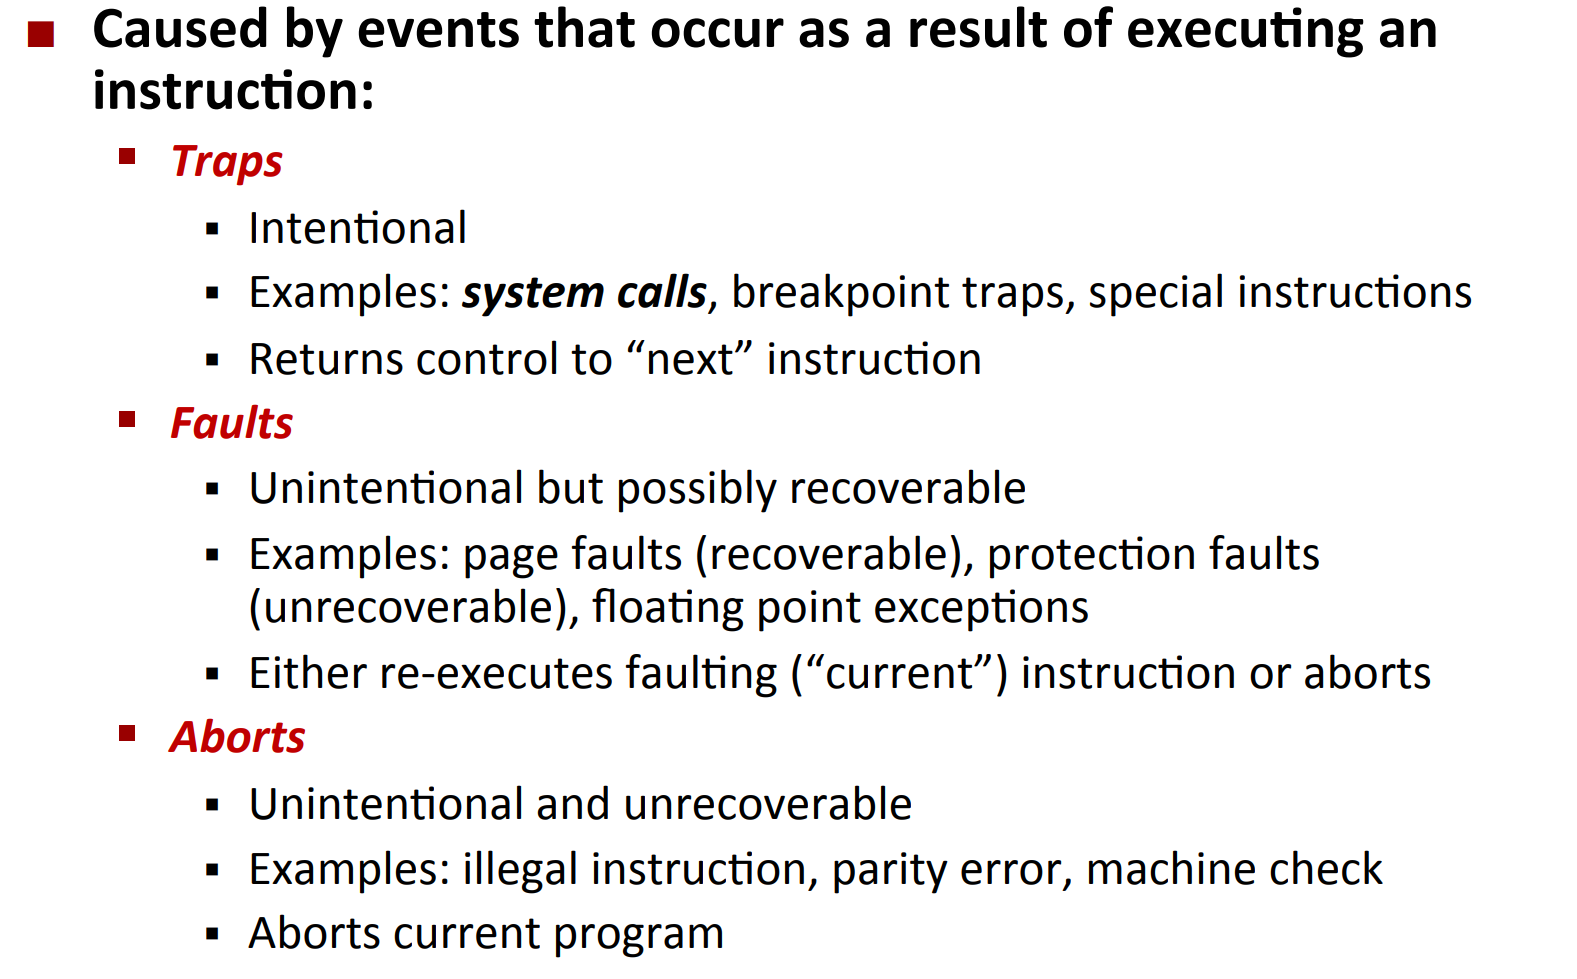 Caused by events that occur as a result of executing an
instruction:
Traps
Intentional
Examples: system calls, breakpoint traps, special instructions
Returns control to “next” instruction
Faults
Unintentional but possibly recoverable
Examples: page faults (recoverable), protection faults
(unrecoverable), floating point exceptions
Either re-executes faulting (“current”) instruction or aborts
Aborts
Unintentional and unrecoverable
Examples: illegal instruction, parity error, machine check
Aborts current program